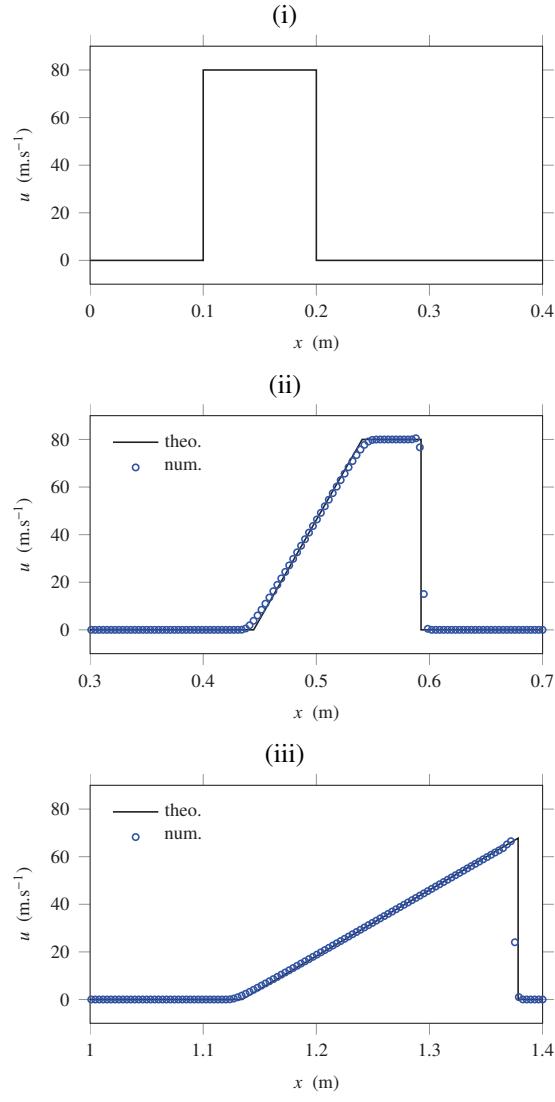 (i)
80
60
40
20
0
u (m.s⁻¹)
0 0.1 0.2 0.3 0.4
x (m)
(ii)
80
60
40
20
0
u (m.s⁻¹)
theo.
num.
0.3 0.4 0.5 0.6 0.7
x (m)
(iii)
80
60
40
20
0
u (m.s⁻¹)
theo.
num.
1 1.1 1.2 1.3 1.4
x (m)